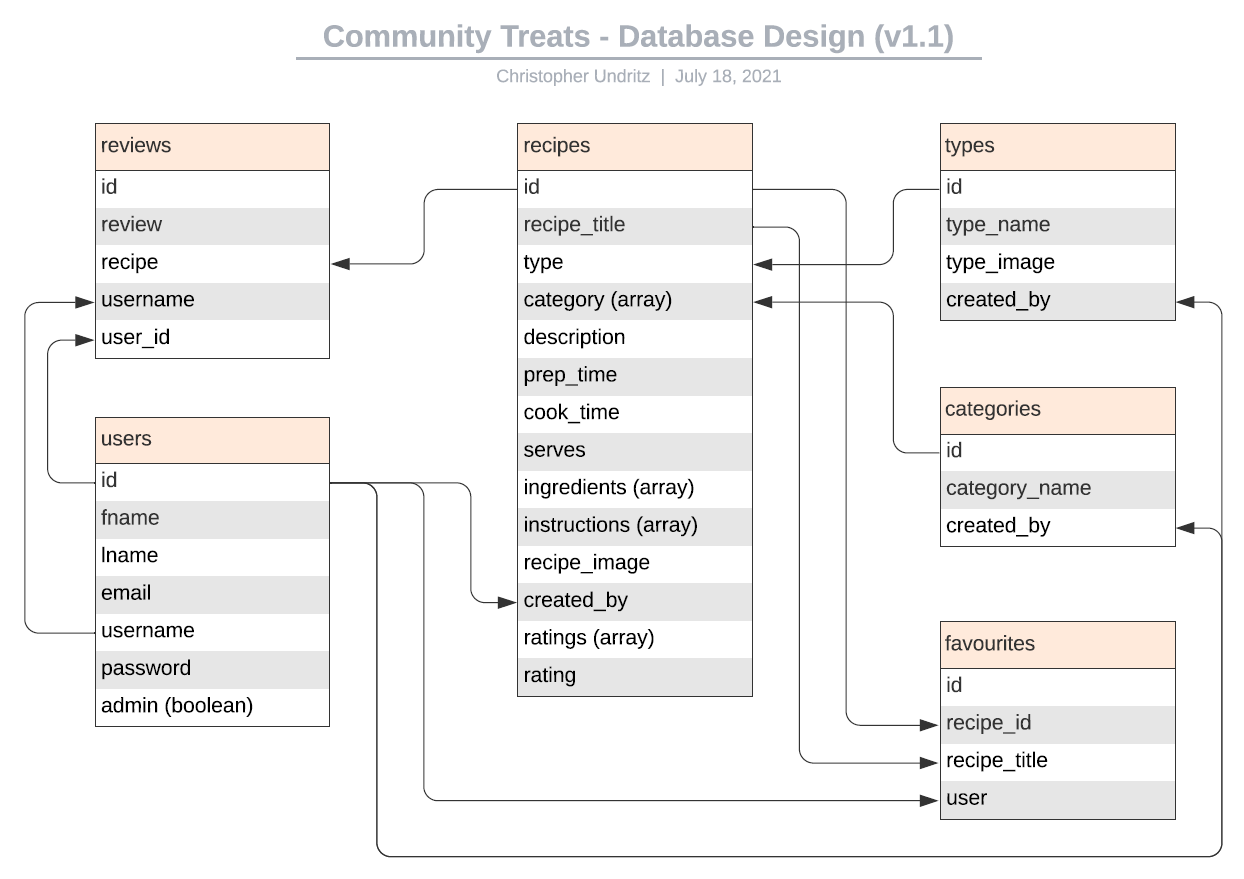 Community Treats - Database Design (v1.1)
Christopher Undritz | July 18, 2021
reviews
id
review
recipe
username
user_id
users
id
fname
lname
email
username
password
admin (boolean)
recipes
id
recipe_title
type
category (array)
description
prep_time
cook_time
serves
ingredients (array)
instructions (array)
recipe_image
created_by
ratings (array)
rating
types
id
type_name
type_image
created_by
categories
id
category_name
created_by
favourites
id
recipe_id
recipe_title
user